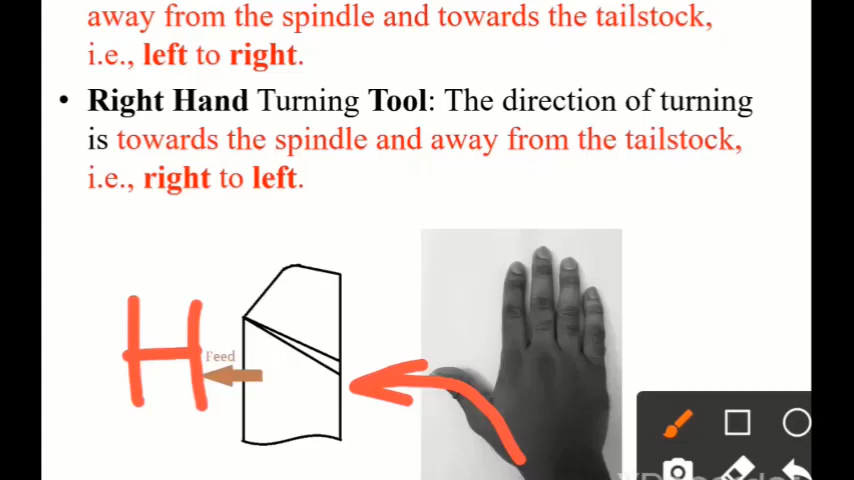 away from the spindle and towards the tailstock,
i.e., left to right.
• Right Hand Turning Tool: The direction of turning
is towards the spindle and away from the tailstock,
i.e., right to left.
H
Feed